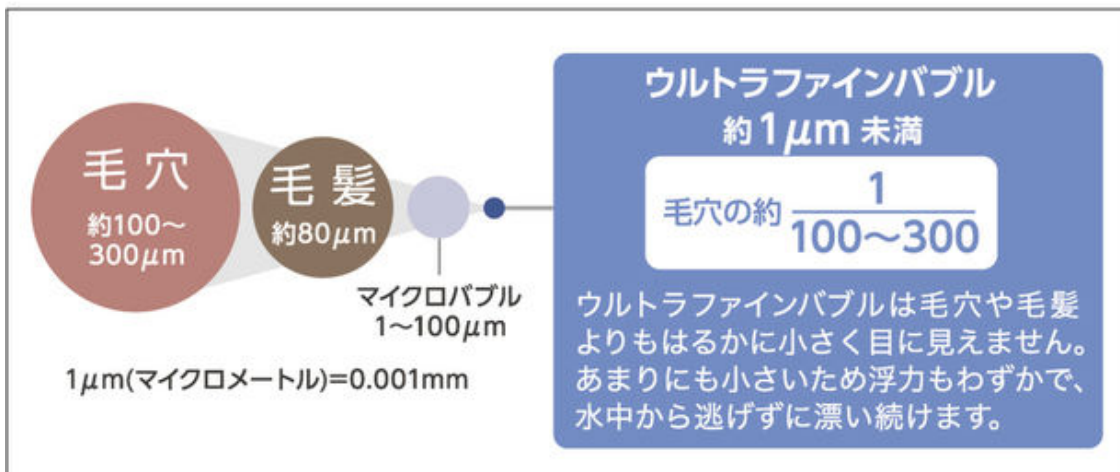 毛穴
約100～
300μm
毛髪
約80μm
マイクロバブル
1～100μm
1μm(マイクロメートル)=0.001mm
ウルトラファインバブル
約1μm未満
毛穴の約 1
100～300
ウルトラファインバブルは毛穴や毛髪
よりもはるかに小さく目に見えません。
あまりにも小さいため浮力もわずかで、
水中から逃げずに漂い続けます。